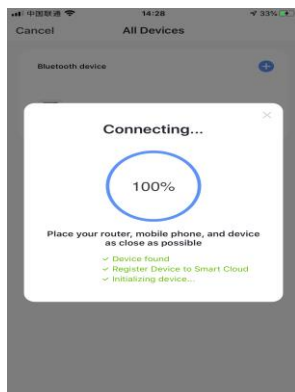 中国联通 14:28 33%
Cancel All Devices
Bluetooth device
Connecting...
100%
Place your router, mobile phone, and device
as close as possible
Device found
Register Device to Smart Cloud
Initializing device...